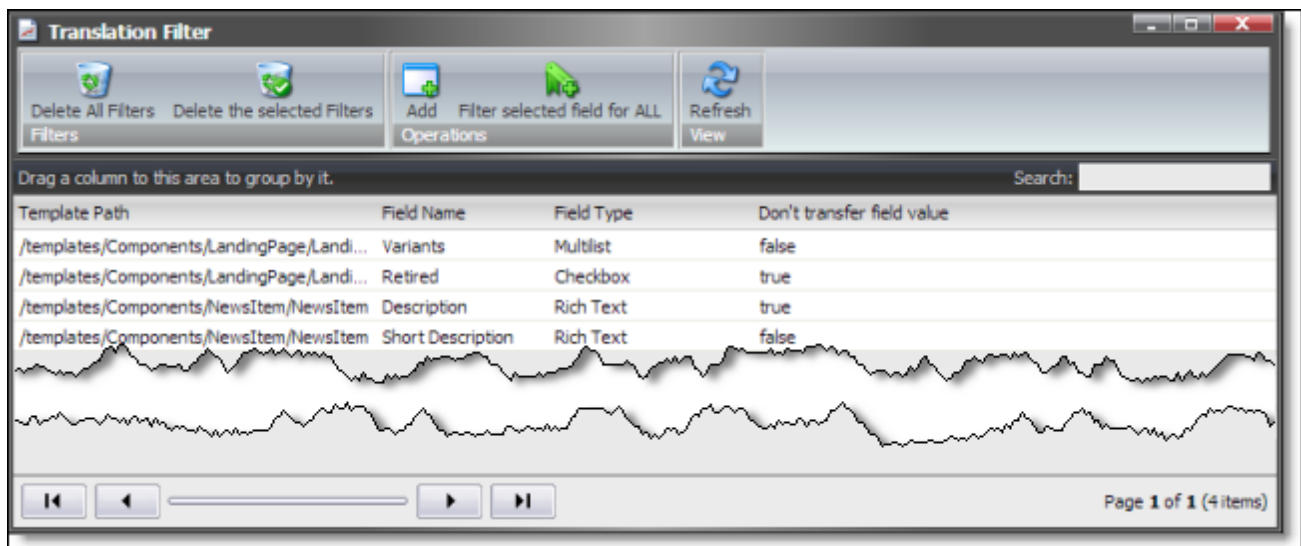 Translation Filter
Delete All Filters Delete the selected Filters Add Filter selected field for ALL Refresh
Filters Operations View
Drag a column to this area to group by it. Search:
Template Path Field Name Field Type Don't transfer field value
/templates/Components/LandingPage/Landi... Variants Multilist false
/templates/Components/LandingPage/Landi... Retired Checkbox true
/templates/Components/NewsItem/NewsItem Description Rich Text true
/templates/Components/NewsItem/NewsItem Short Description Rich Text false
Page 1 of 1 (4 items)